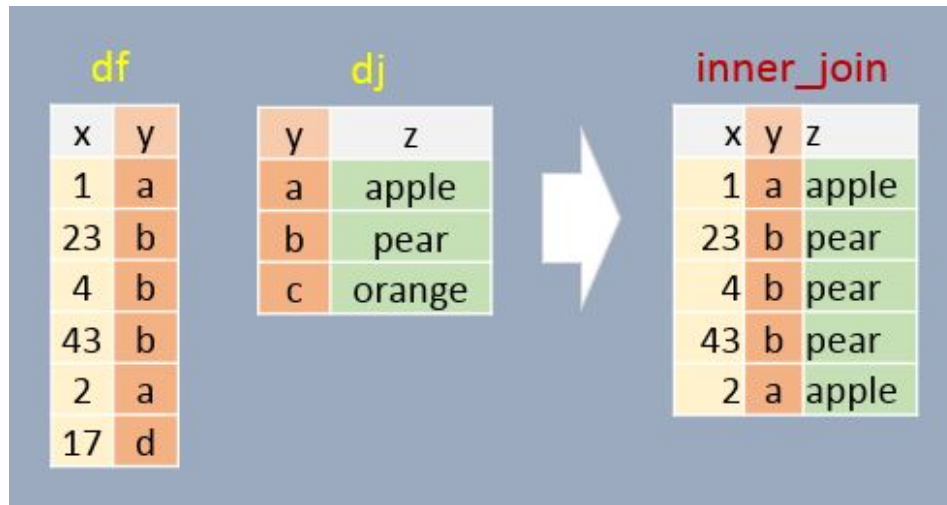 df
x y
1 a
23 b
4 b
43 b
2 a
17 d
dj
y z
a apple
b pear
c orange
inner_join
x y z
1 a apple
23 b pear
4 b pear
43 b pear
2 a apple